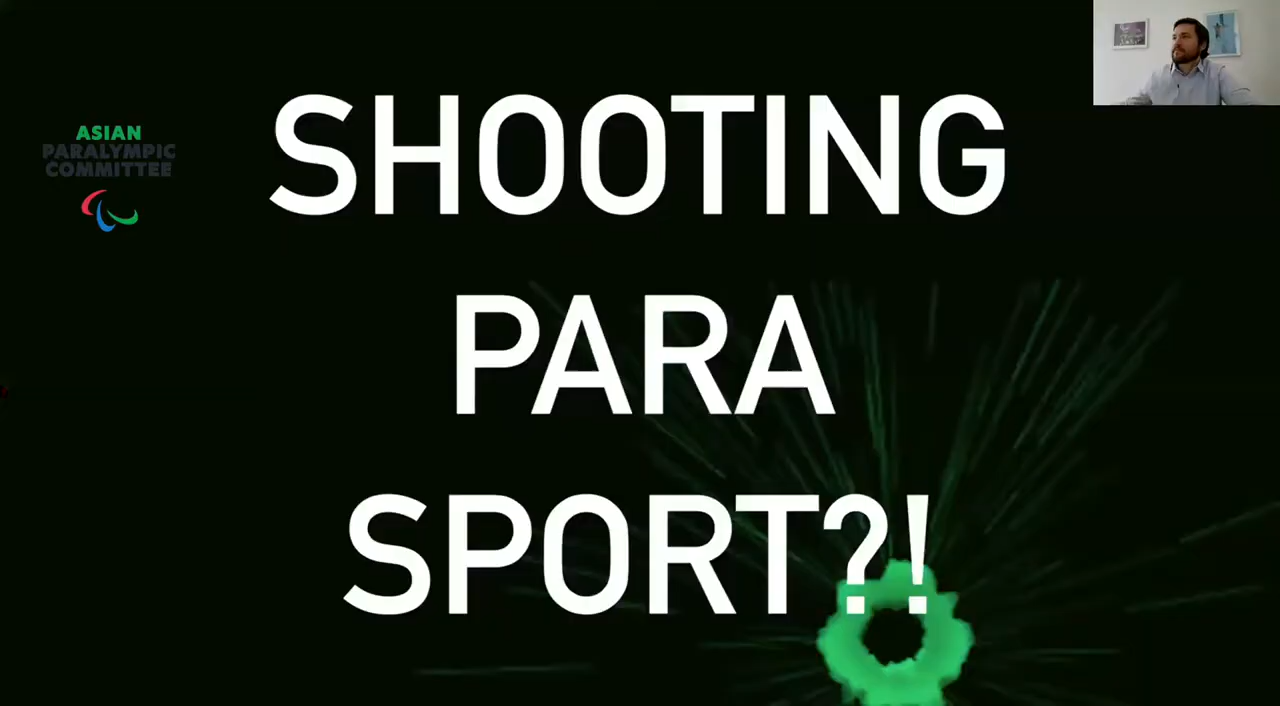 ASIAN
PARALYMPIC
COMMITTEE
SHOOTING
PARA
SPORT?!